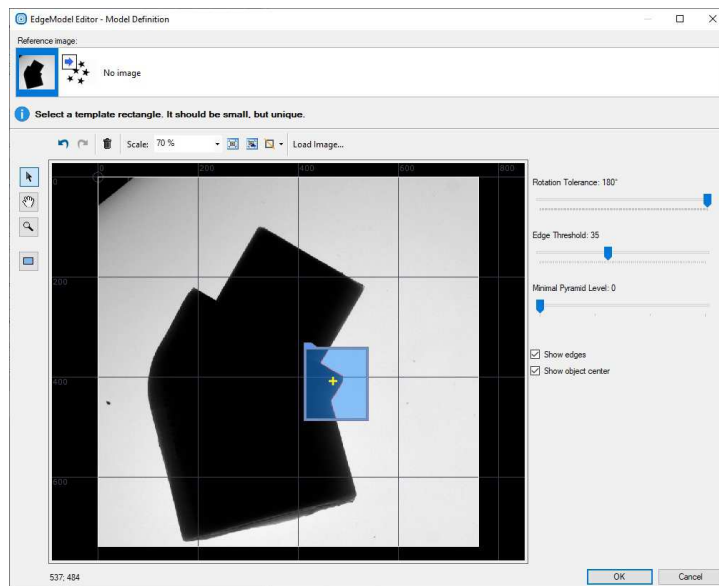 EdgeModel Editor - Model Definition
Reference image:
No image
Select a template rectangle. It should be small, but unique.
Scale: 70 % Load Image...
0 200 400 600 800
0
200
400
600
Rotation Tolerance: 180°
Edge Threshold: 35
Minimal Pyramid Level: 0
Show edges
Show object center
537; 484
OK Cancel